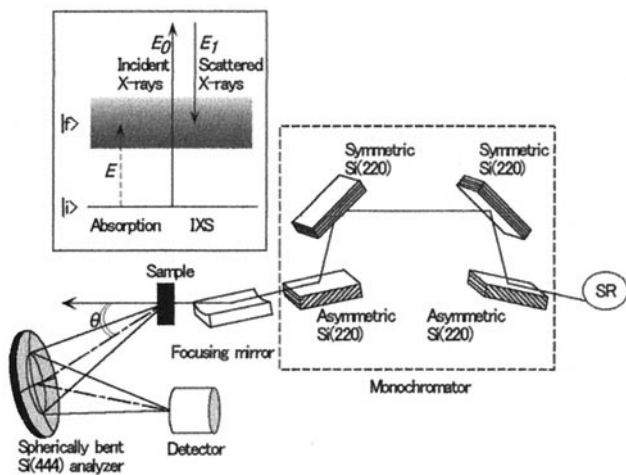 E0
E1
Incident
X-rays
Scattered
X-rays
|f>
E
|i>
Absorption
IXS
Symmetric
Si(220)
Symmetric
Si(220)
Sample
SR
θ
Asymmetric
Si(220)
Asymmetric
Si(220)
Focusing mirror
Monochromator
Spherically bent
Si(444) analyzer
Detector